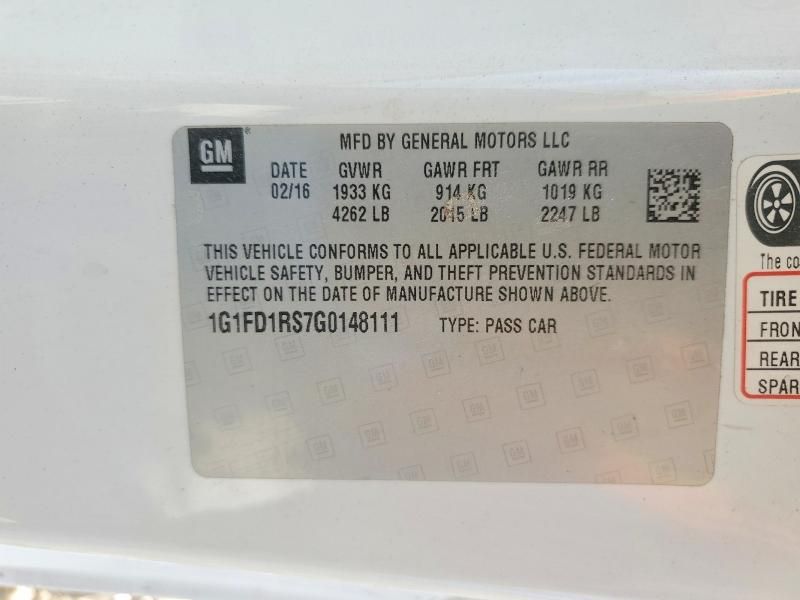 GM ® MFD BY GENERAL MOTORS LLC
DATE GVWR GAWR FRT GAWR RR
02/16 1933 KG 914 KG 1019 KG
4262 LB 2015 LB 2247 LB
THIS VEHICLE CONFORMS TO ALL APPLICABLE U.S. FEDERAL MOTOR
VEHICLE SAFETY, BUMPER, AND THEFT PREVENTION STANDARDS IN
EFFECT ON THE DATE OF MANUFACTURE SHOWN ABOVE.
1G1FD1RS7G0148111 TYPE: PASS CAR
The co
TIRE
FRON
REAR
SPAR